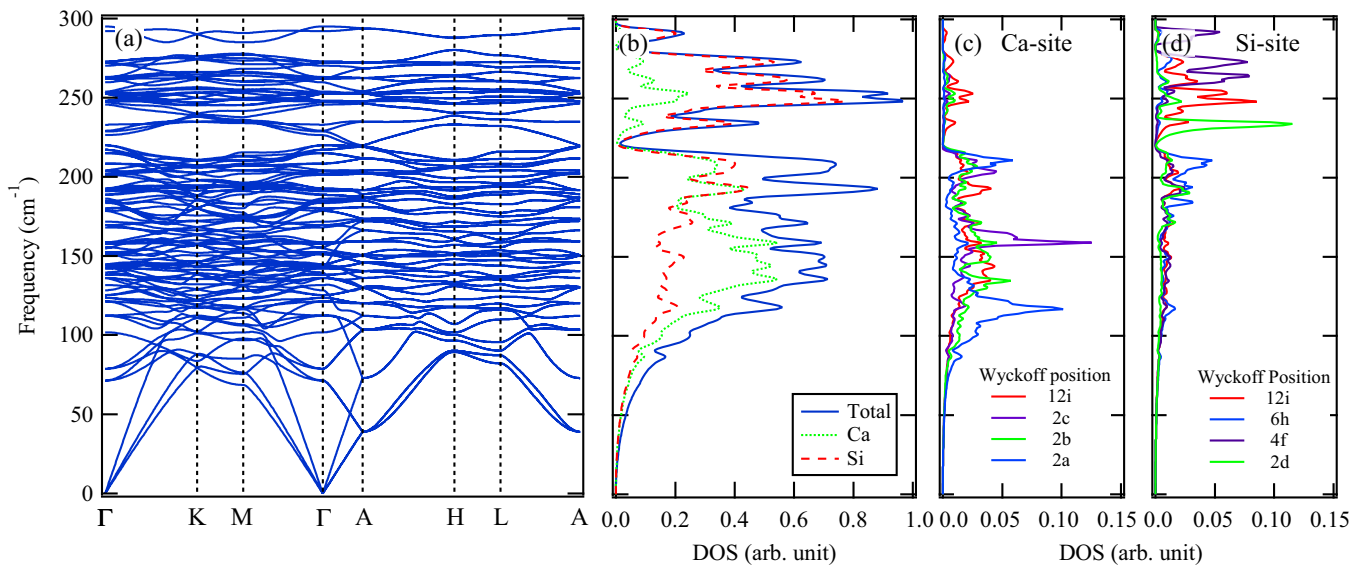 (a)
(b)
(c) Ca-site
(d) Si-site
Frequency (cm-1)
300
250
200
150
100
50
0
Γ K M Γ A H L A
Total
Ca
Si
0.0 0.2 0.4 0.6 0.8 1.0
DOS (arb. unit)
Wyckoff position
12i
2c
2b
2a
0.0 0.05 0.10 0.15
DOS (arb. unit)
Wyckoff Position
12i
6h
4f
2d
0.0 0.05 0.10 0.15
DOS (arb. unit)